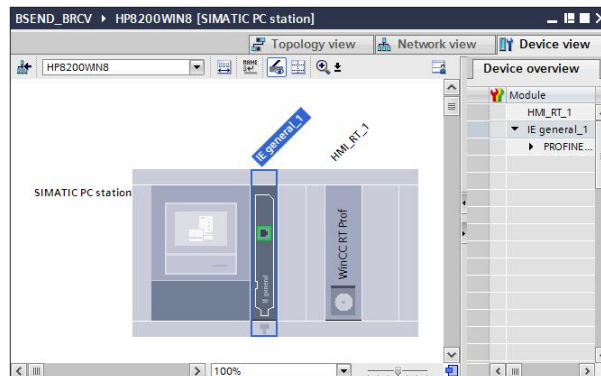 BSEND_BRCV ▸ HP8200WIN8 [SIMATIC PC station]
Topology view
Network view
Device view
HP8200WIN8
Device overview
Module
HMI_RT_1
IE general_1
PROFINE...
IE general_1
HMI_RT_1
SIMATIC PC station
WinCC RT Prof
IE general
100%